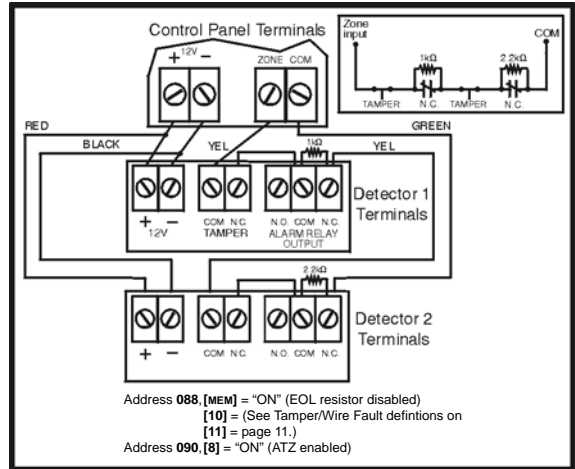 Control Panel Terminals
+ 12V −
ZONE COM
Zone
input
COM
1kΩ
2.2kΩ
TAMPER
N.C.
TAMPER
N.C.
RED
GREEN
BLACK
YEL
1kΩ
YEL
Detector 1
Terminals
+ −
12V
COM N.C.
TAMPER
N.O. COM N.C.
ALARM RELAY
OUTPUT
2.2kΩ
Detector 2
Terminals
+ −
COM N.C.
N.O. COM N.C.
Address 088, [MEM] = “ON” (EOL resistor disabled)
[10] = (See Tamper/Wire Fault defintions on
[11] = page 11.)
Address 090, [8] = “ON” (ATZ enabled)